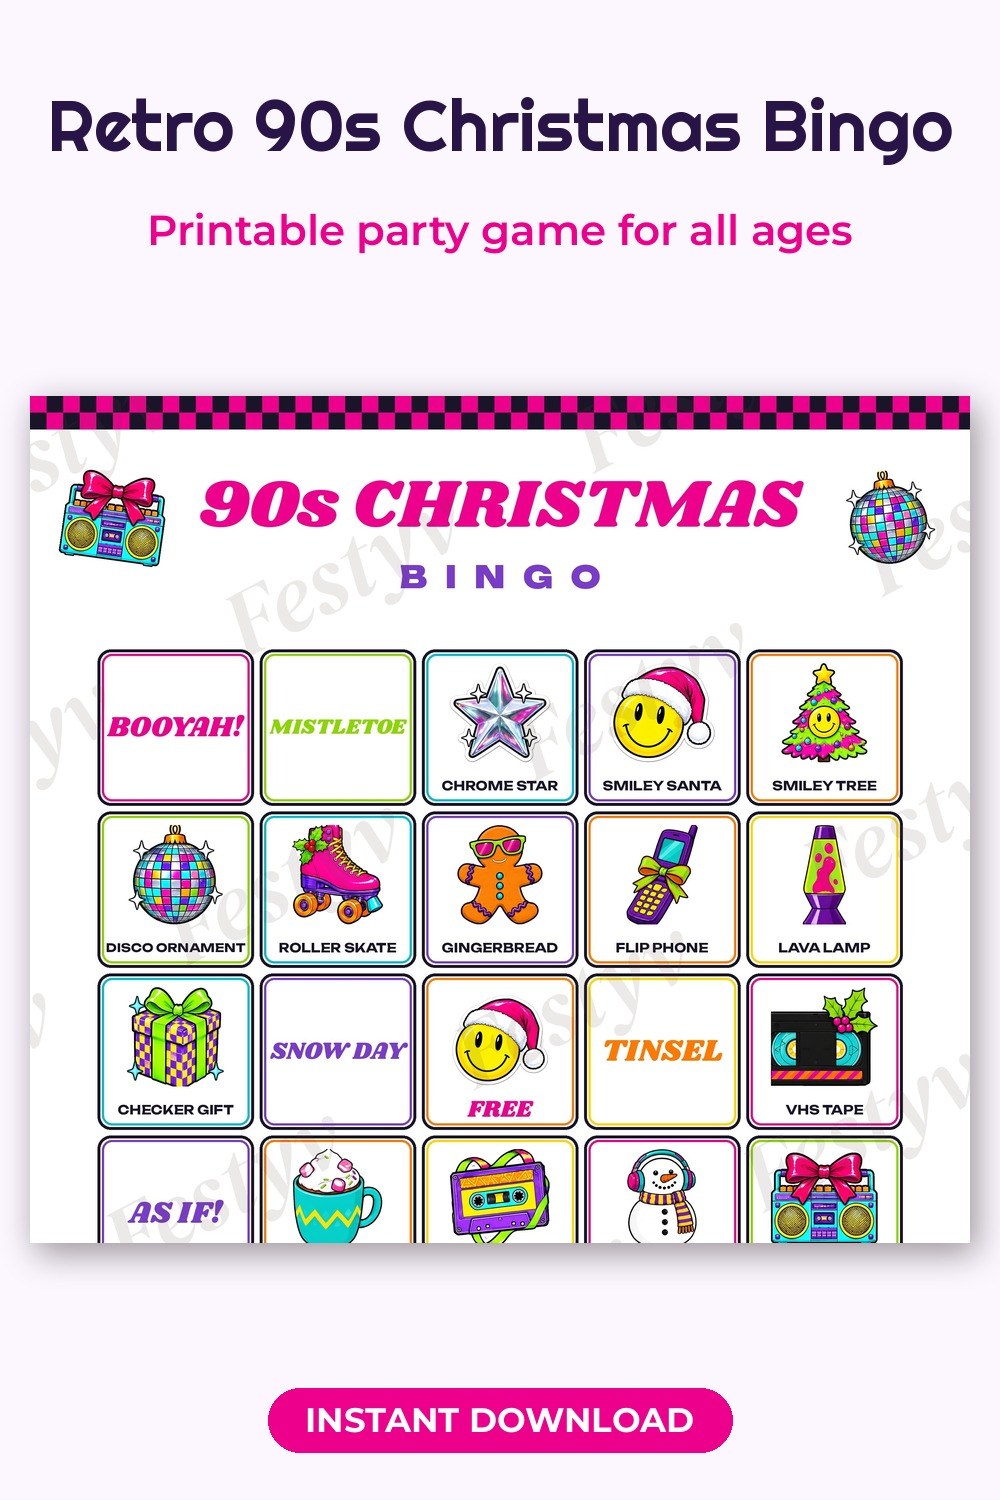 Retro 90s Christmas Bingo
Printable party game for all ages
90s CHRISTMAS
BINGO
BOOYAH!
MISTLETOE
CHROME STAR
SMILEY SANTA
SMILEY TREE
DISCO ORNAMENT
ROLLER SKATE
GINGERBREAD
FLIP PHONE
LAVA LAMP
CHECKER GIFT
SNOW DAY
FREE
TINSEL
VHS TAPE
AS IF!
Festyv
INSTANT DOWNLOAD